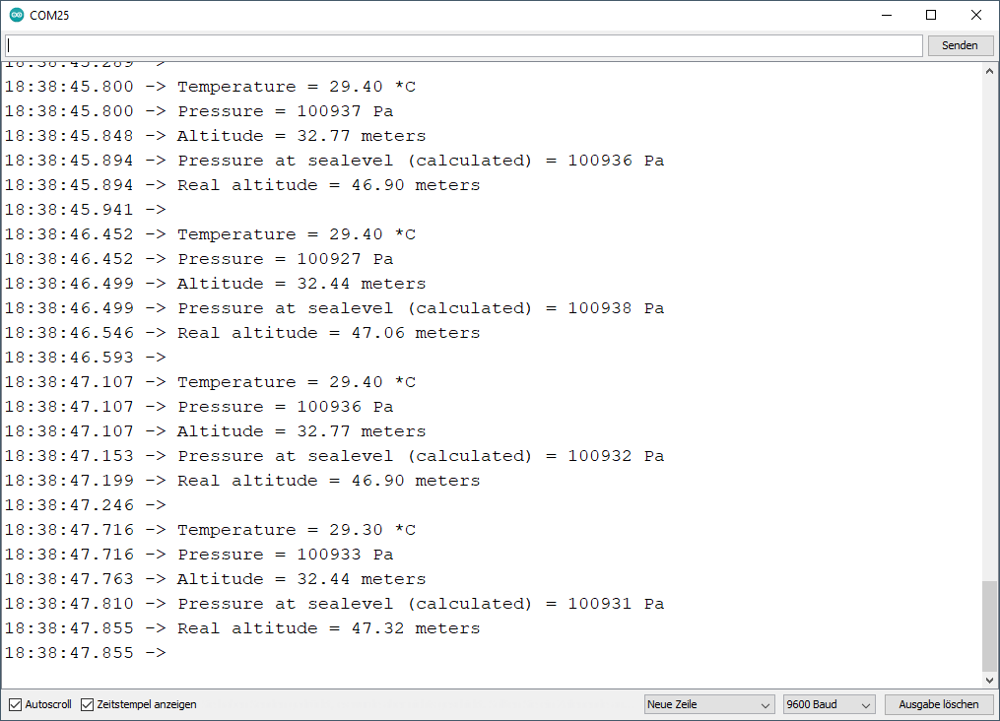 COM25
Senden
18:38:45.289 ->
18:38:45.800 -> Temperature = 29.40 *C
18:38:45.800 -> Pressure = 100937 Pa
18:38:45.848 -> Altitude = 32.77 meters
18:38:45.894 -> Pressure at sealevel (calculated) = 100936 Pa
18:38:45.894 -> Real altitude = 46.90 meters
18:38:45.941 ->
18:38:46.452 -> Temperature = 29.40 *C
18:38:46.452 -> Pressure = 100927 Pa
18:38:46.499 -> Altitude = 32.44 meters
18:38:46.499 -> Pressure at sealevel (calculated) = 100938 Pa
18:38:46.546 -> Real altitude = 47.06 meters
18:38:46.593 ->
18:38:47.107 -> Temperature = 29.40 *C
18:38:47.107 -> Pressure = 100936 Pa
18:38:47.107 -> Altitude = 32.77 meters
18:38:47.153 -> Pressure at sealevel (calculated) = 100932 Pa
18:38:47.199 -> Real altitude = 46.90 meters
18:38:47.246 ->
18:38:47.716 -> Temperature = 29.30 *C
18:38:47.716 -> Pressure = 100933 Pa
18:38:47.763 -> Altitude = 32.44 meters
18:38:47.810 -> Pressure at sealevel (calculated) = 100931 Pa
18:38:47.855 -> Real altitude = 47.32 meters
18:38:47.855 ->
Autoscroll Zeitstempel anzeigen Neue Zeile 9600 Baud Ausgabe löschen